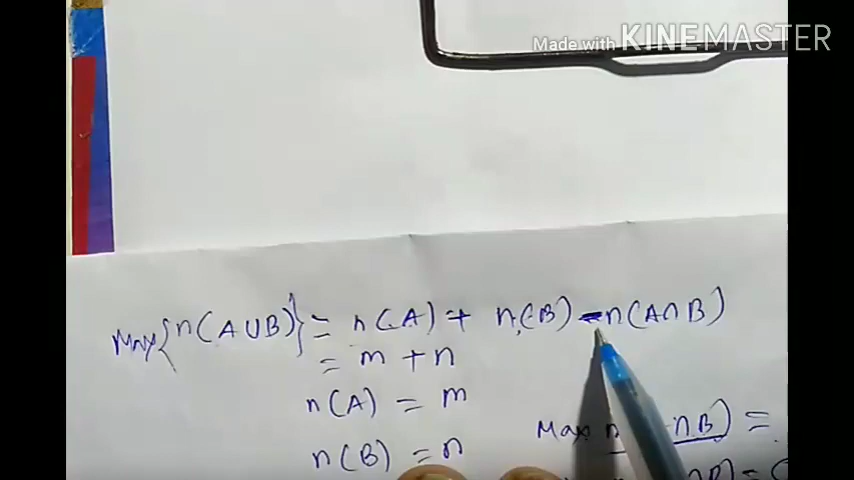 Made with KINEMASTER
Max{n(A∪B)} = n(A) + n(B) - n(A∩B)
= m + n
n(A) = m
n(B) = n
Max ∩B) =